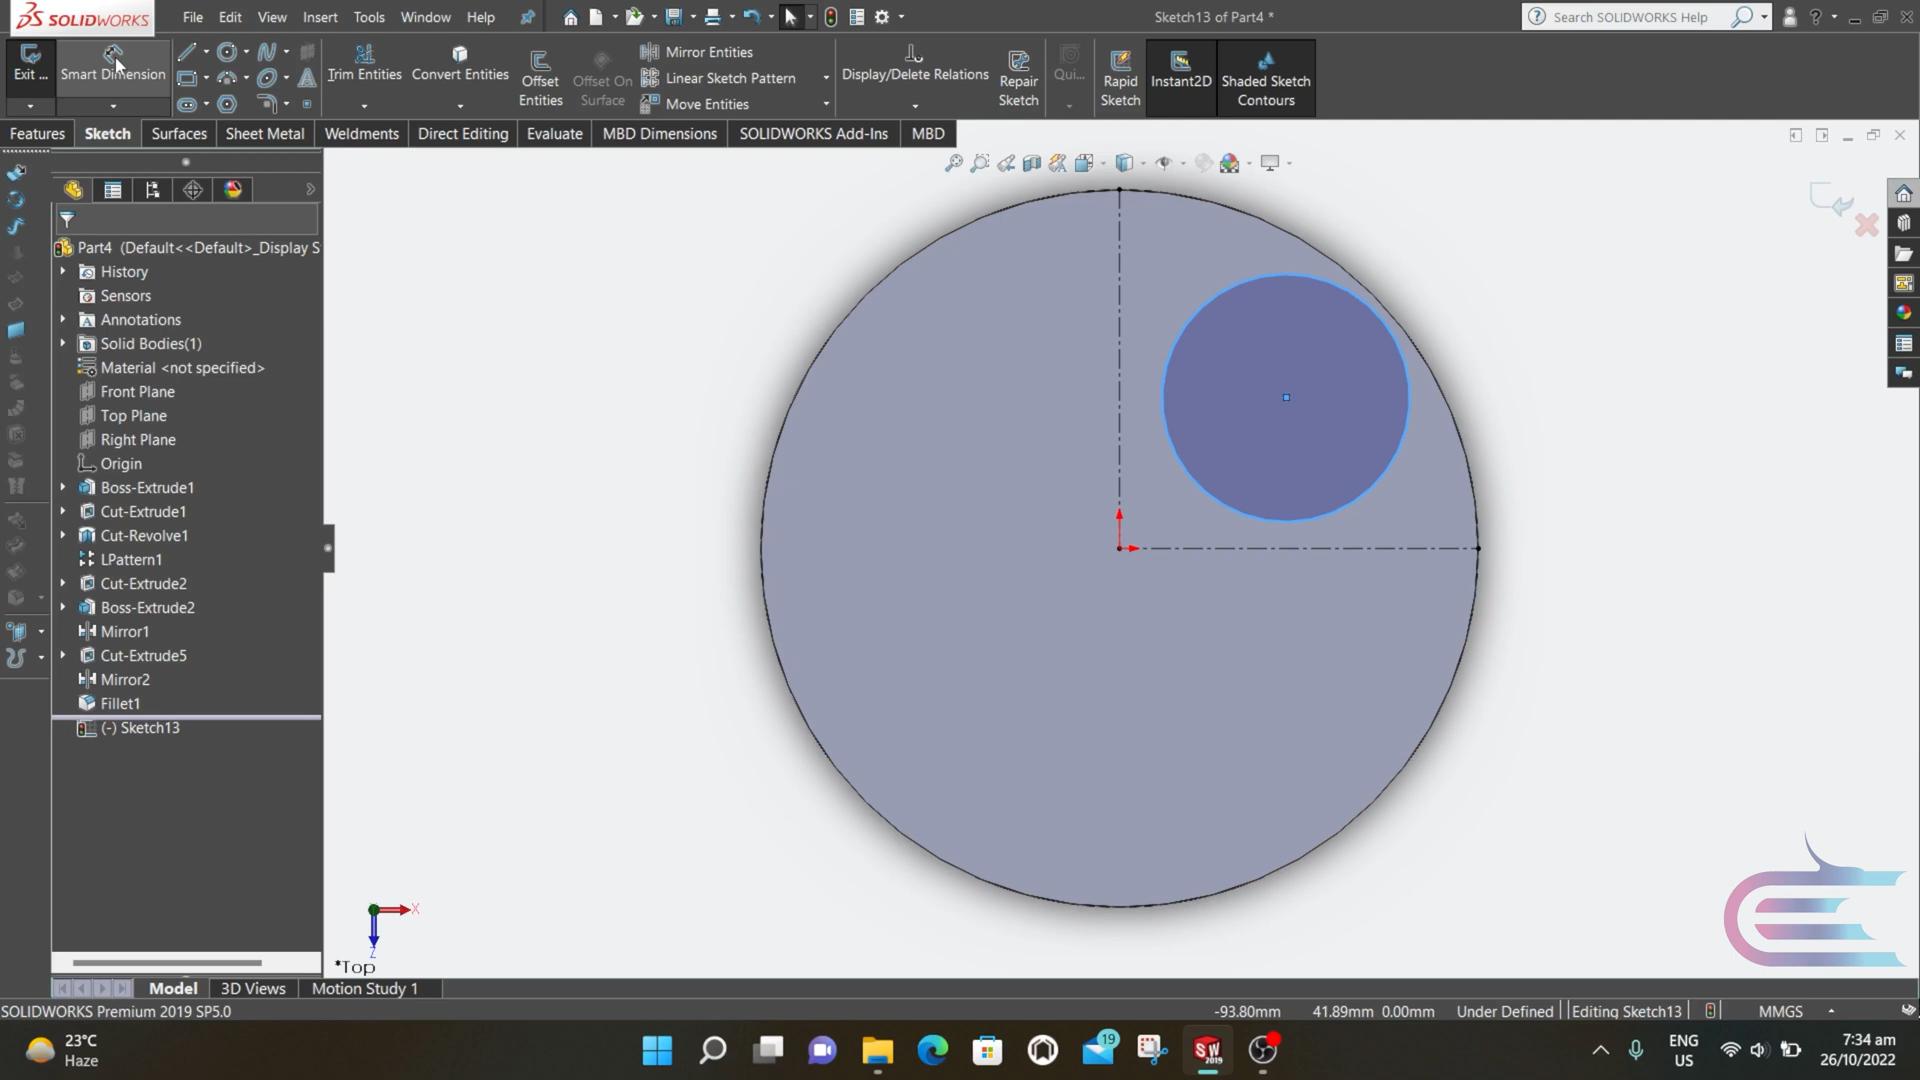 SOLIDWORKS File Edit View Insert Tools Window Help Sketch13 of Part4 * Search SOLIDWORKS Help
Exit ... Smart Dimension Trim Entities Convert Entities Offset Entities Offset On Surface Mirror Entities Linear Sketch Pattern Move Entities Display/Delete Relations Repair Sketch Qui... Rapid Sketch Instant2D Shaded Sketch Contours
Features Sketch Surfaces Sheet Metal Weldments Direct Editing Evaluate MBD Dimensions SOLIDWORKS Add-Ins MBD
Part4 (Default<<Default>_Display S
History
Sensors
Annotations
Solid Bodies(1)
Material <not specified>
Front Plane
Top Plane
Right Plane
Origin
Boss-Extrude1
Cut-Extrude1
Cut-Revolve1
LPattern1
Cut-Extrude2
Boss-Extrude2
Mirror1
Cut-Extrude5
Mirror2
Fillet1
(-) Sketch13
X
Z
*Top
Model 3D Views Motion Study 1
SOLIDWORKS Premium 2019 SP5.0 -93.80mm 41.89mm 0.00mm Under Defined Editing Sketch13 MMGS
23°C
Haze
19
SW
2019
ENG
US
7:34 am
26/10/2022